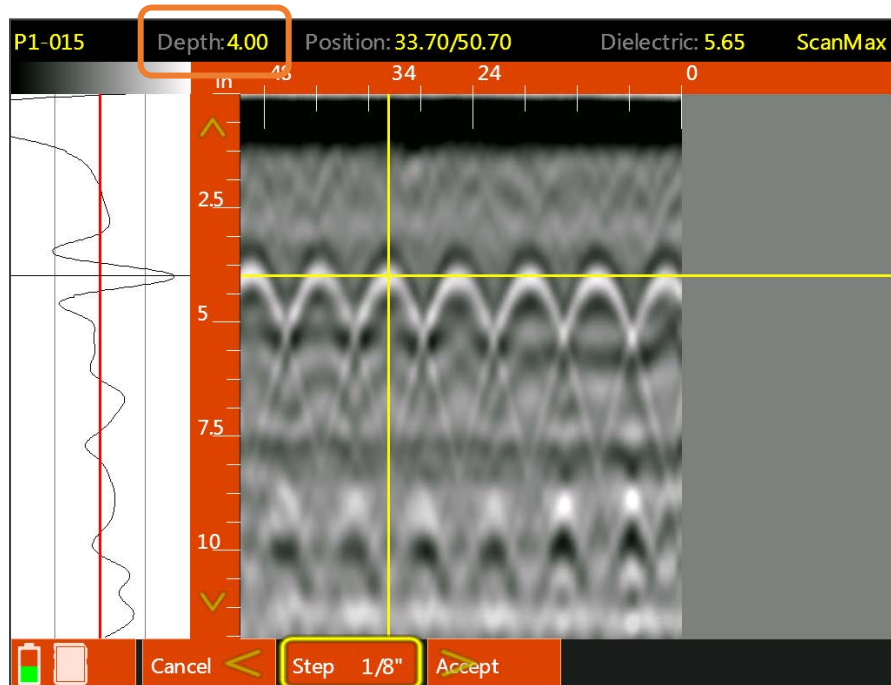 P1-015 Depth:4.00 Position: 33.70/50.70 Dielectric: 5.65 ScanMax
in 48 34 24 0
2.5
5
7.5
10
Cancel Step 1/8" Accept